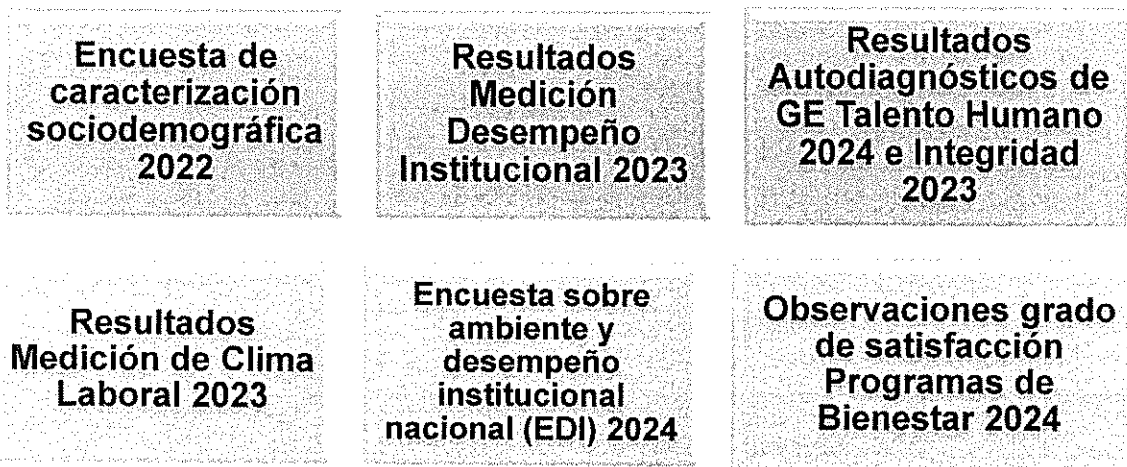 Encuesta de
caracterización
sociodemográfica
2022
Resultados
Medición
Desempeño
Institucional 2023
Resultados
Autodiagnósticos de
GE Talento Humano
2024 e Integridad
2023
Resultados
Medición de Clima
Laboral 2023
Encuesta sobre
ambiente y
desempeño
institucional
nacional (EDI) 2024
Observaciones grado
de satisfacción
Programas de
Bienestar 2024